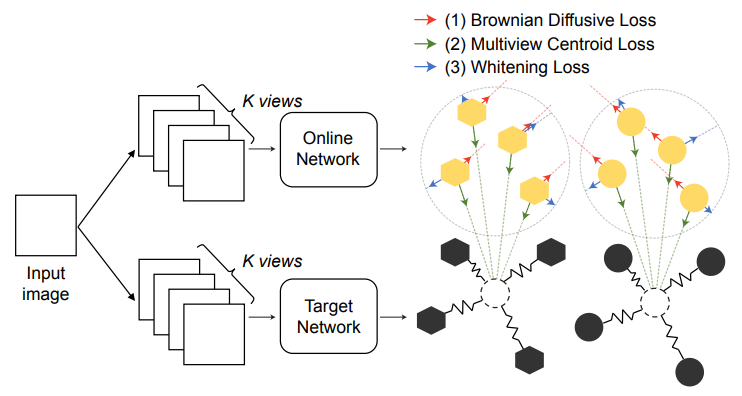 (1) Brownian Diffusive Loss
(2) Multiview Centroid Loss
(3) Whitening Loss
K views
Online
Network
Input
image
K views
Target
Network